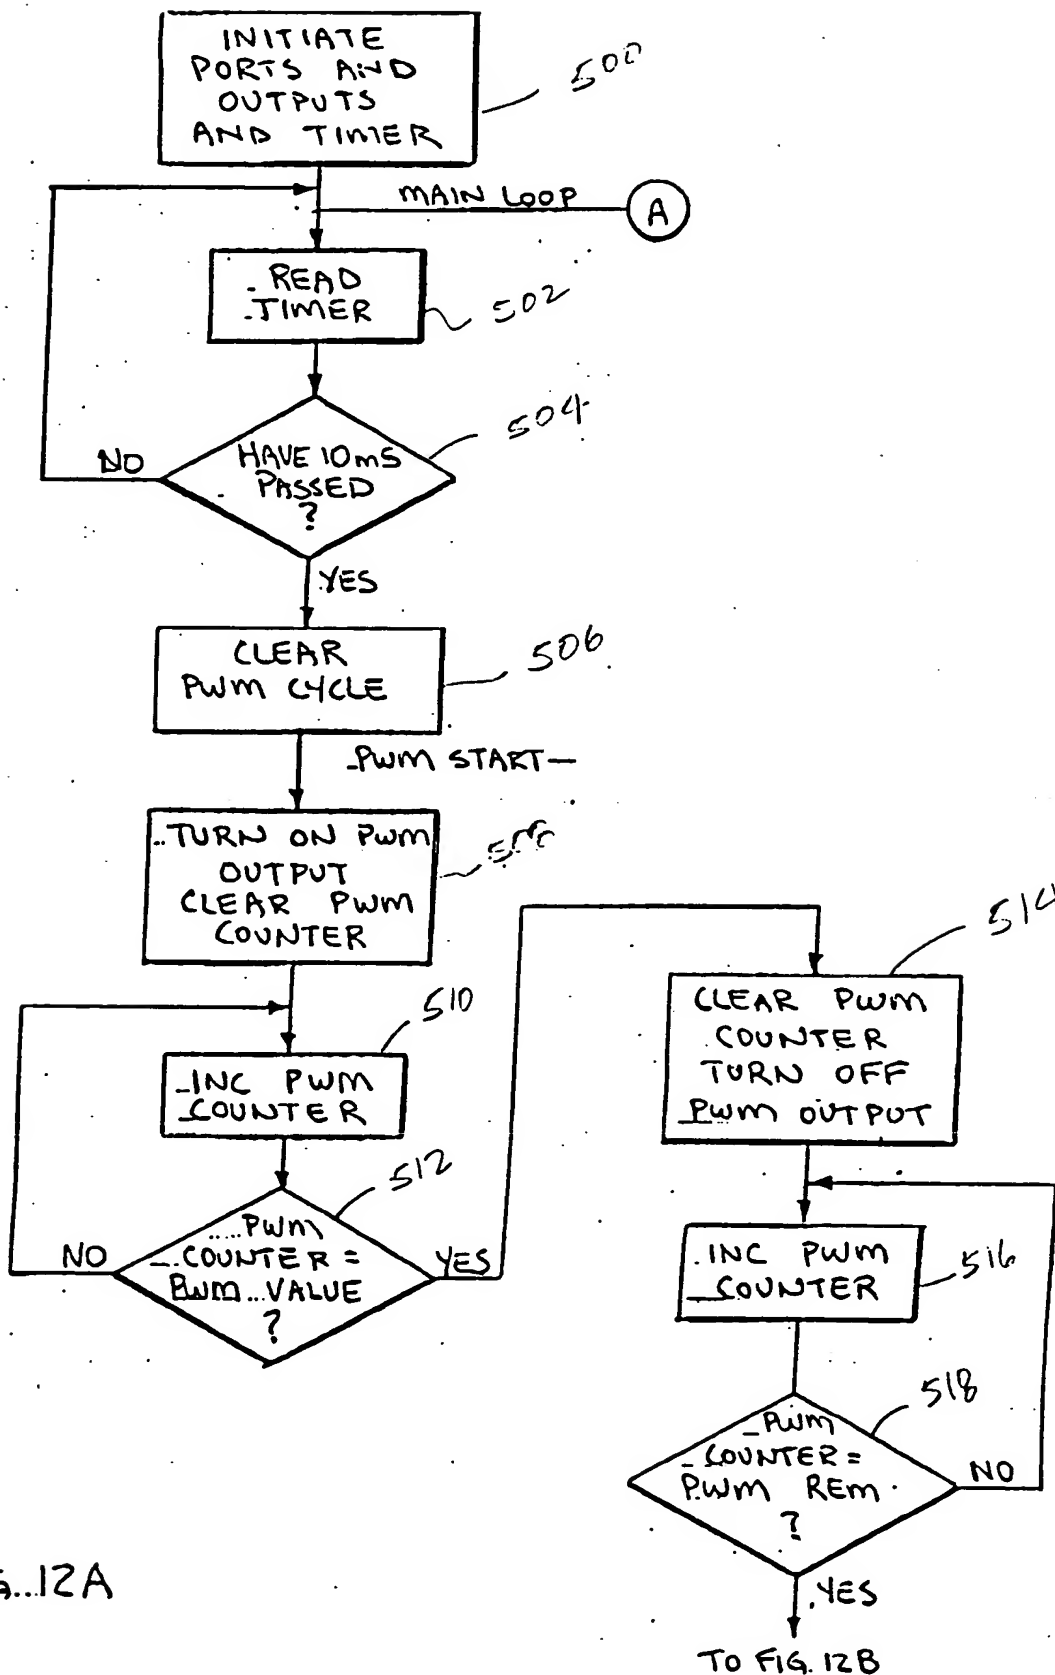 INITIATE
PORTS AND
OUTPUTS
AND TIMER
500
MAIN LOOP
A
READ
TIMER
502
504
HAVE 10mS
PASSED
?
NO
YES
CLEAR
PWM CYCLE
506
PWM START
TURN ON PWM
OUTPUT
CLEAR PWM
COUNTER
510
INC PWM
COUNTER
512
PWM
COUNTER =
PWM VALUE
?
NO
YES
514
CLEAR PWM
COUNTER
TURN OFF
PWM OUTPUT
INC PWM
COUNTER
516
518
PWM
COUNTER =
PWM REM
?
NO
YES
TO FIG. 12B
12A